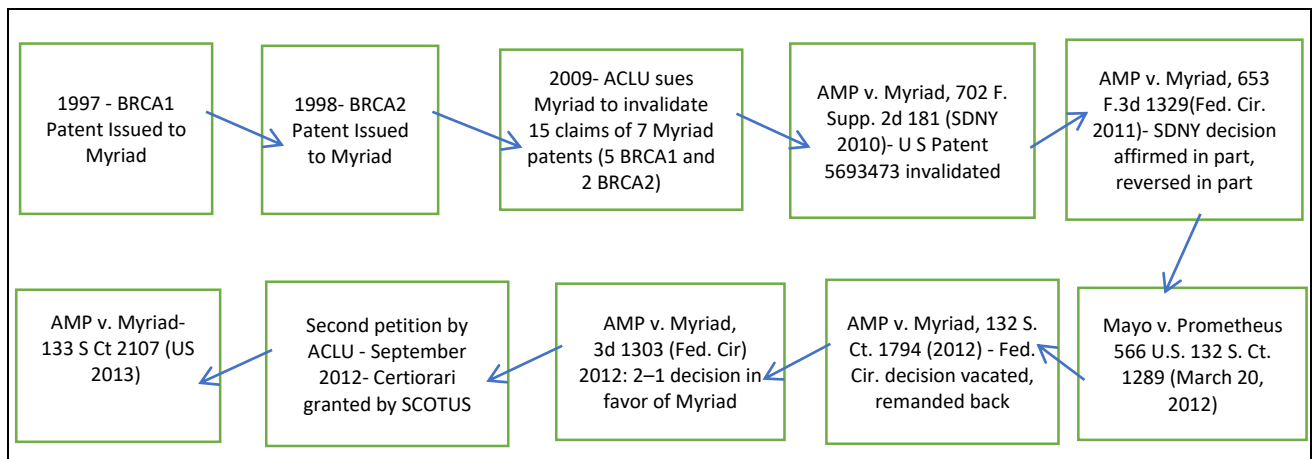 1997 - BRCA1
Patent Issued to
Myriad
1998- BRCA2
Patent Issued
to Myriad
2009- ACLU sues
Myriad to invalidate
15 claims of 7 Myriad
patents (5 BRCA1 and
2 BRCA2)
AMP v. Myriad, 702 F.
Supp. 2d 181 (SDNY
2010)- U S Patent
5693473 invalidated
AMP v. Myriad, 653
F.3d 1329(Fed. Cir.
2011)- SDNY decision
affirmed in part,
reversed in part
Mayo v. Prometheus
566 U.S. 132 S. Ct.
1289 (March 20,
2012)
AMP v. Myriad, 132 S.
Ct. 1794 (2012) - Fed.
Cir. decision vacated,
remanded back
AMP v. Myriad,
3d 1303 (Fed. Cir)
2012: 2–1 decision in
favor of Myriad
Second petition by
ACLU - September
2012- Certiorari
granted by SCOTUS
AMP v. Myriad-
133 S Ct 2107 (US
2013)